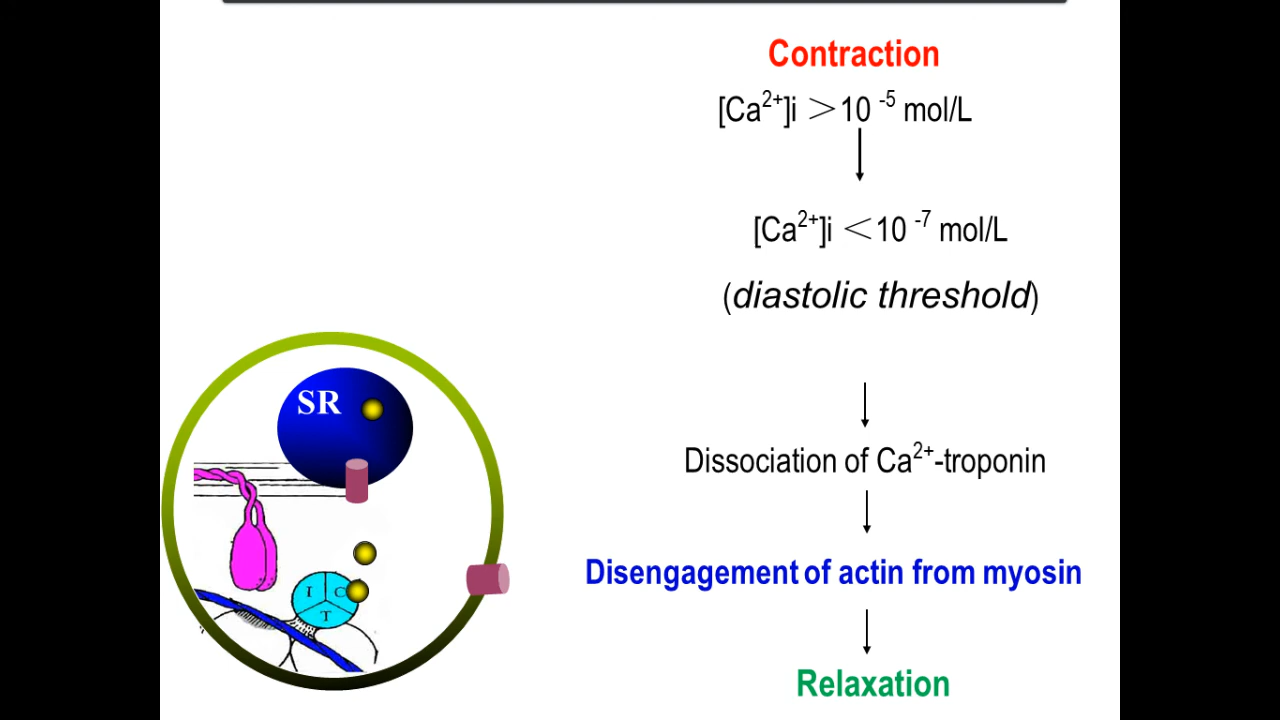 Contraction
[Ca²⁺]i ＞10 ⁻⁵ mol/L
[Ca²⁺]i ＜10 ⁻⁷ mol/L
(diastolic threshold)
SR
Dissociation of Ca²⁺-troponin
Disengagement of actin from myosin
I C
T
Relaxation